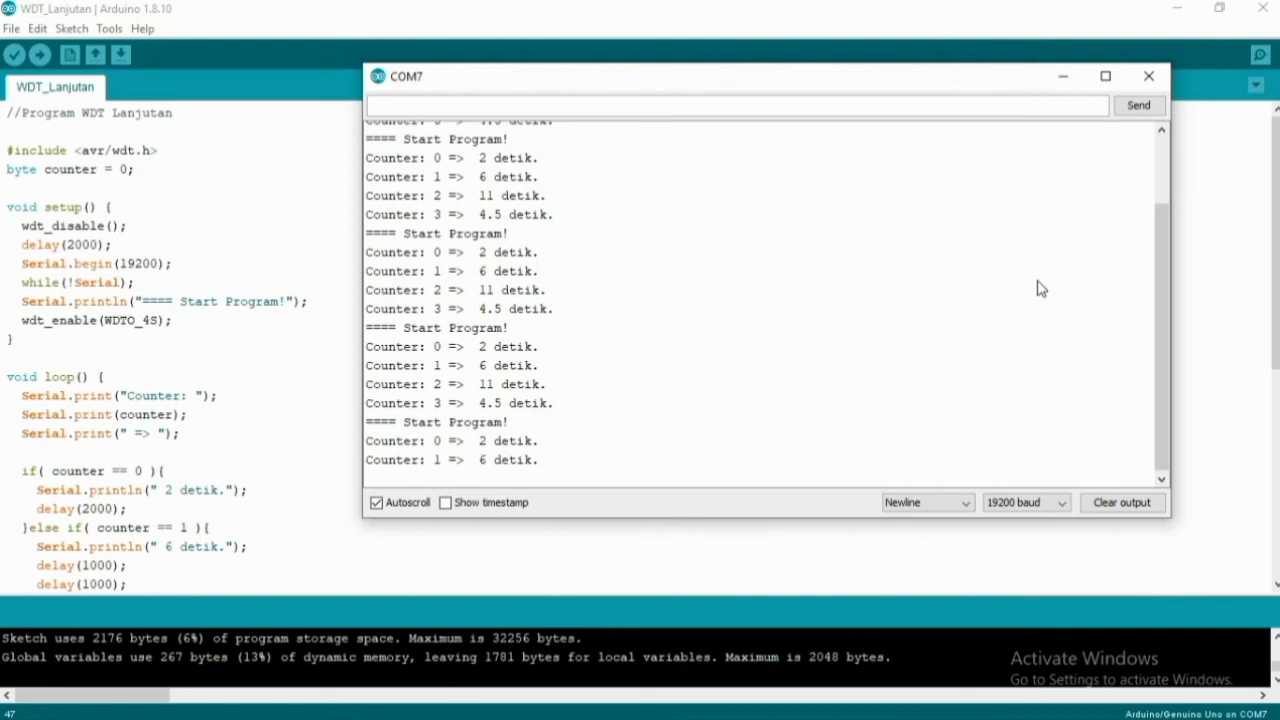 WDT_Lanjutan | Arduino 1.8.10
File Edit Sketch Tools Help
WDT_Lanjutan
//Program WDT Lanjutan
#include <avr/wdt.h>
byte counter = 0;
void setup() {
wdt_disable();
delay(2000);
Serial.begin(19200);
while(!Serial);
Serial.println("==== Start Program!");
wdt_enable(WDTO_4S);
}
void loop() {
Serial.print("Counter: ");
Serial.print(counter);
Serial.print(" => ");
if( counter == 0 ){
Serial.println(" 2 detik.");
delay(2000);
}else if( counter == 1 ){
Serial.println(" 6 detik.");
delay(1000);
delay(1000);
COM7
Send
Counter: 3 => 4.5 detik.
==== Start Program!
Counter: 0 => 2 detik.
Counter: 1 => 6 detik.
Counter: 2 => 11 detik.
Counter: 3 => 4.5 detik.
==== Start Program!
Counter: 0 => 2 detik.
Counter: 1 => 6 detik.
Counter: 2 => 11 detik.
Counter: 3 => 4.5 detik.
==== Start Program!
Counter: 0 => 2 detik.
Counter: 1 => 6 detik.
Counter: 2 => 11 detik.
Counter: 3 => 4.5 detik.
==== Start Program!
Counter: 0 => 2 detik.
Counter: 1 => 6 detik.
Autoscroll Show timestamp Newline 19200 baud Clear output
Sketch uses 2176 bytes (6%) of program storage space. Maximum is 32256 bytes.
Global variables use 267 bytes (13%) of dynamic memory, leaving 1781 bytes for local variables. Maximum is 2048 bytes.
Activate Windows
Go to Settings to activate Windows.
47 Arduino/Genuino Uno on COM7